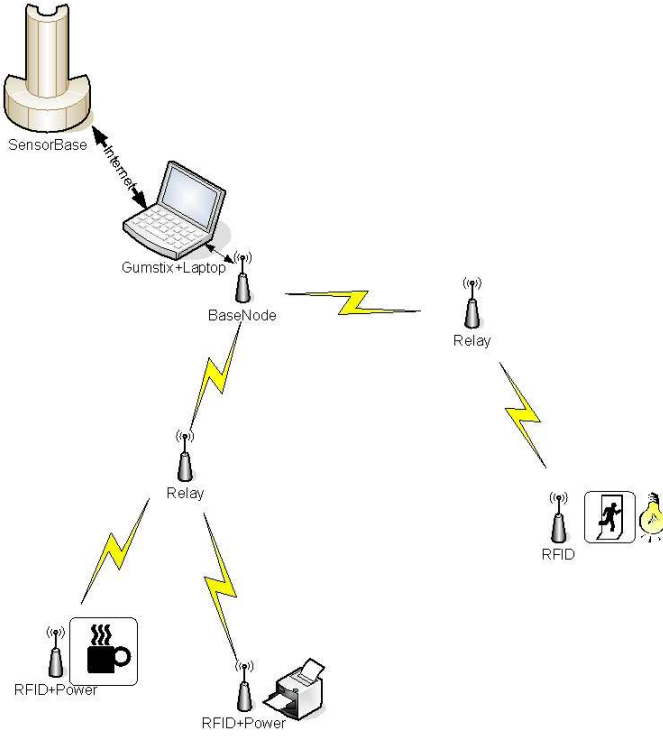 SensorBase
Internet
Gumstix+Laptop
BaseNode
Relay
Relay
RFID
RFID+Power
RFID+Power